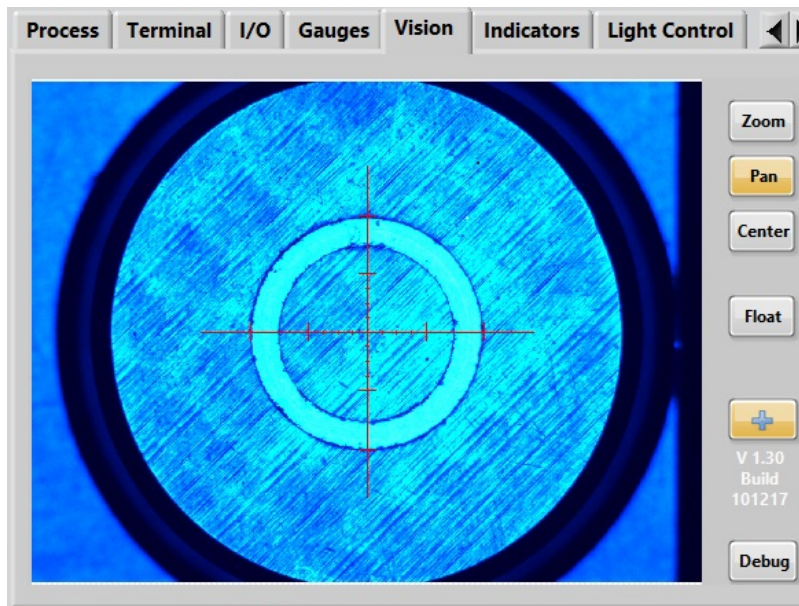 Process Terminal I/O Gauges Vision Indicators Light Control
Zoom
Pan
Center
Float
V 1.30
Build
101217
Debug